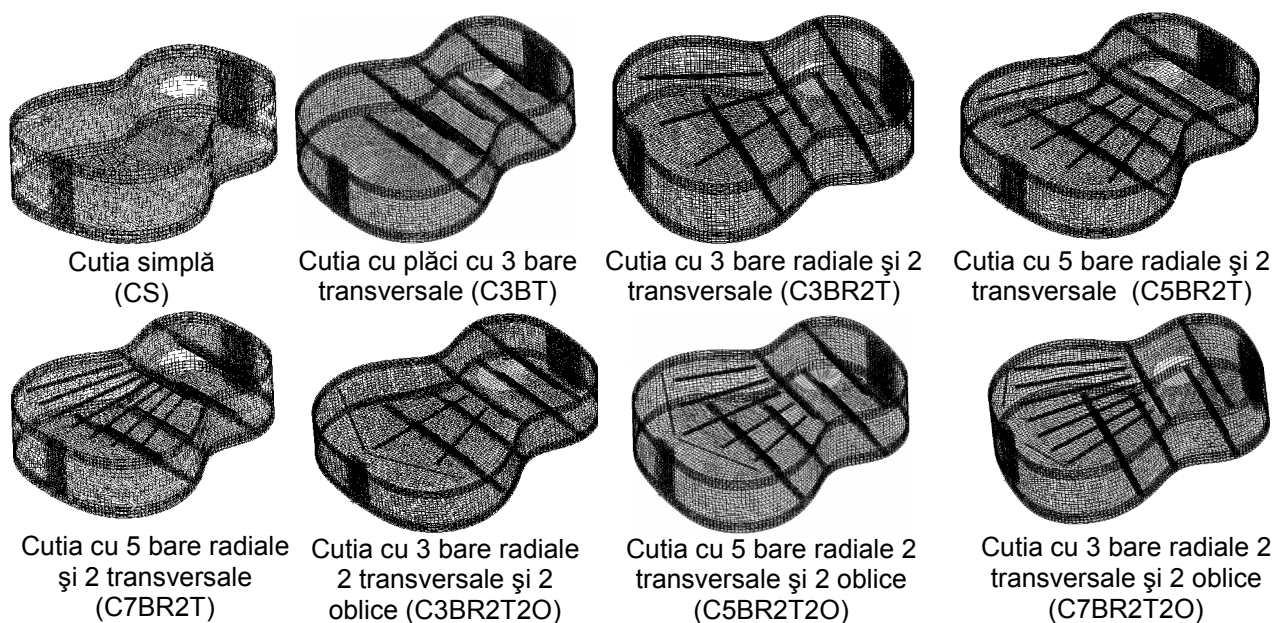 Cutia simplă
(CS)
Cutia cu plăci cu 3 bare
transversale (C3BT)
Cutia cu 3 bare radiale şi 2
transversale (C3BR2T)
Cutia cu 5 bare radiale şi 2
transversale (C5BR2T)
Cutia cu 5 bare radiale
şi 2 transversale
(C7BR2T)
Cutia cu 3 bare radiale
2 transversale şi 2
oblice (C3BR2T2O)
Cutia cu 5 bare radiale 2
transversale şi 2 oblice
(C5BR2T2O)
Cutia cu 3 bare radiale 2
transversale şi 2 oblice
(C7BR2T2O)